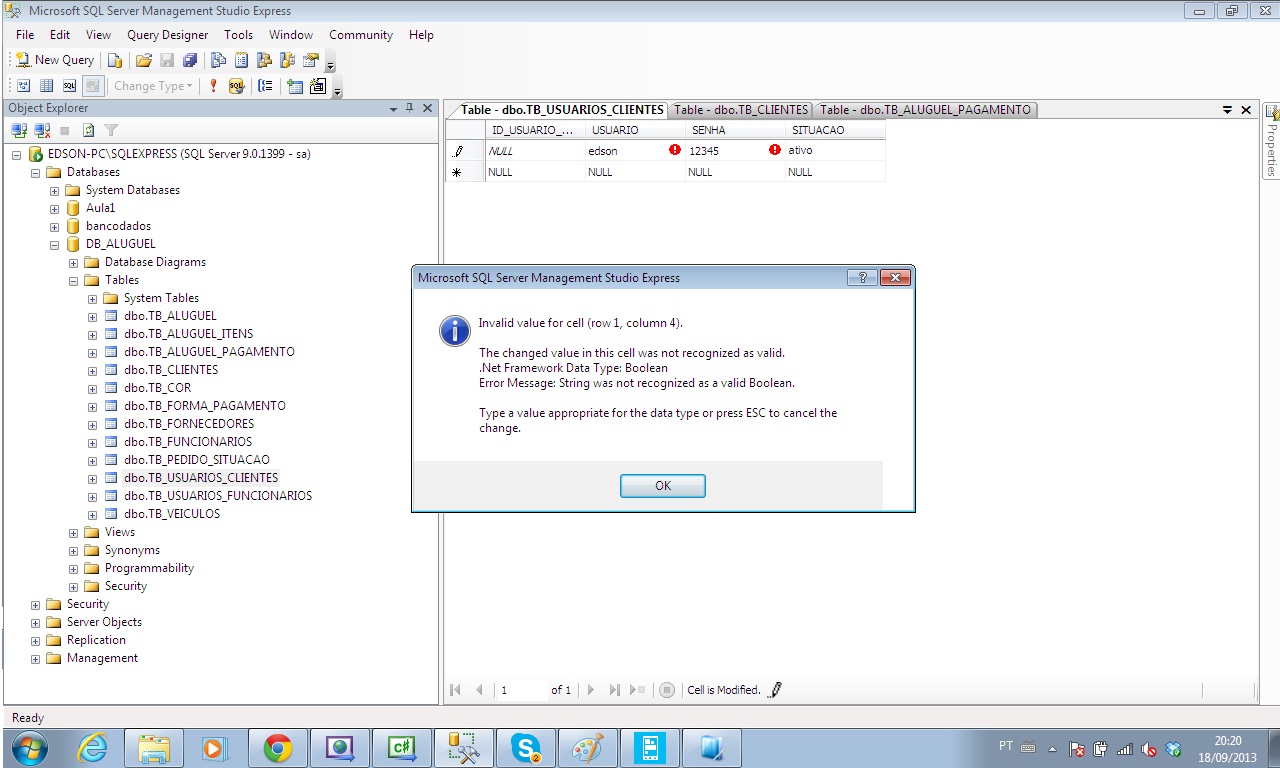 Microsoft SQL Server Management Studio Express
File Edit View Query Designer Tools Window Community Help
New Query
Change Type
Object Explorer
EDSON-PC\SQLEXPRESS (SQL Server 9.0.1399 - sa)
Databases
System Databases
Aula1
bancodados
DB_ALUGUEL
Database Diagrams
Tables
System Tables
dbo.TB_ALUGUEL
dbo.TB_ALUGUEL_ITENS
dbo.TB_ALUGUEL_PAGAMENTO
dbo.TB_CLIENTES
dbo.TB_COR
dbo.TB_FORMA_PAGAMENTO
dbo.TB_FORNECEDORES
dbo.TB_FUNCIONARIOS
dbo.TB_PEDIDO_SITUACAO
dbo.TB_USUARIOS_CLIENTES
dbo.TB_USUARIOS_FUNCIONARIOS
dbo.TB_VEICULOS
Views
Synonyms
Programmability
Security
Security
Server Objects
Replication
Management
Table - dbo.TB_USUARIOS_CLIENTES Table - dbo.TB_CLIENTES Table - dbo.TB_ALUGUEL_PAGAMENTO
ID_USUARIO_... USUARIO SENHA SITUACAO
NULL edson 12345 ativo
NULL NULL NULL NULL
Properties
Microsoft SQL Server Management Studio Express
Invalid value for cell (row 1, column 4).
The changed value in this cell was not recognized as valid.
.Net Framework Data Type: Boolean
Error Message: String was not recognized as a valid Boolean.
Type a value appropriate for the data type or press ESC to cancel the
change.
OK
1 of 1 Cell is Modified.
Ready
PT
20:20
18/09/2013